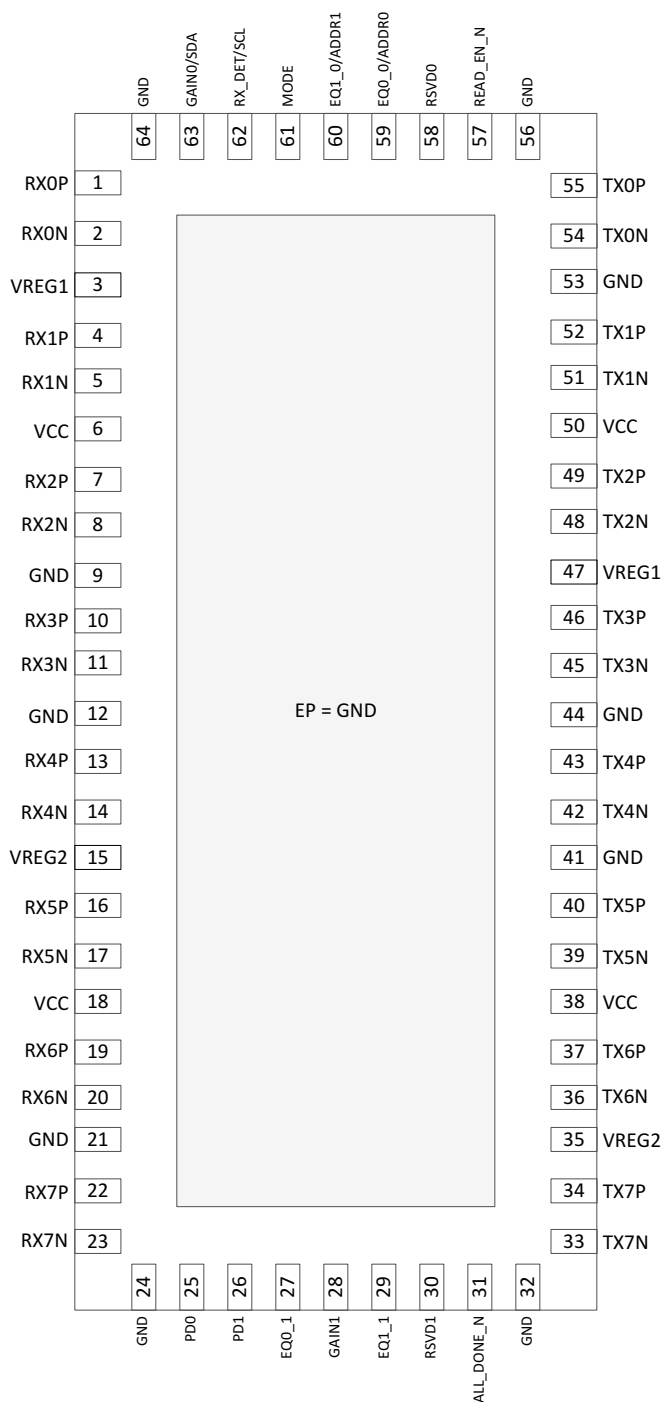 GND
GAIN0/SDA
RX_DET/SCL
MODE
EQ1_0/ADDR1
EQ0_0/ADDR0
RSVD0
READ_EN_N
GND
64
63
62
61
60
59
58
57
56
RX0P 1
55 TX0P
RX0N 2
54 TX0N
VREG1 3
53 GND
RX1P 4
52 TX1P
RX1N 5
51 TX1N
VCC 6
50 VCC
RX2P 7
49 TX2P
RX2N 8
48 TX2N
GND 9
47 VREG1
RX3P 10
46 TX3P
RX3N 11
45 TX3N
GND 12
EP = GND
44 GND
RX4P 13
43 TX4P
RX4N 14
42 TX4N
VREG2 15
41 GND
RX5P 16
40 TX5P
RX5N 17
39 TX5N
VCC 18
38 VCC
RX6P 19
37 TX6P
RX6N 20
36 TX6N
GND 21
35 VREG2
RX7P 22
34 TX7P
RX7N 23
33 TX7N
24
25
26
27
28
29
30
31
32
GND
PD0
PD1
EQ0_1
GAIN1
EQ1_1
RSVD1
ALL_DONE_N
GND